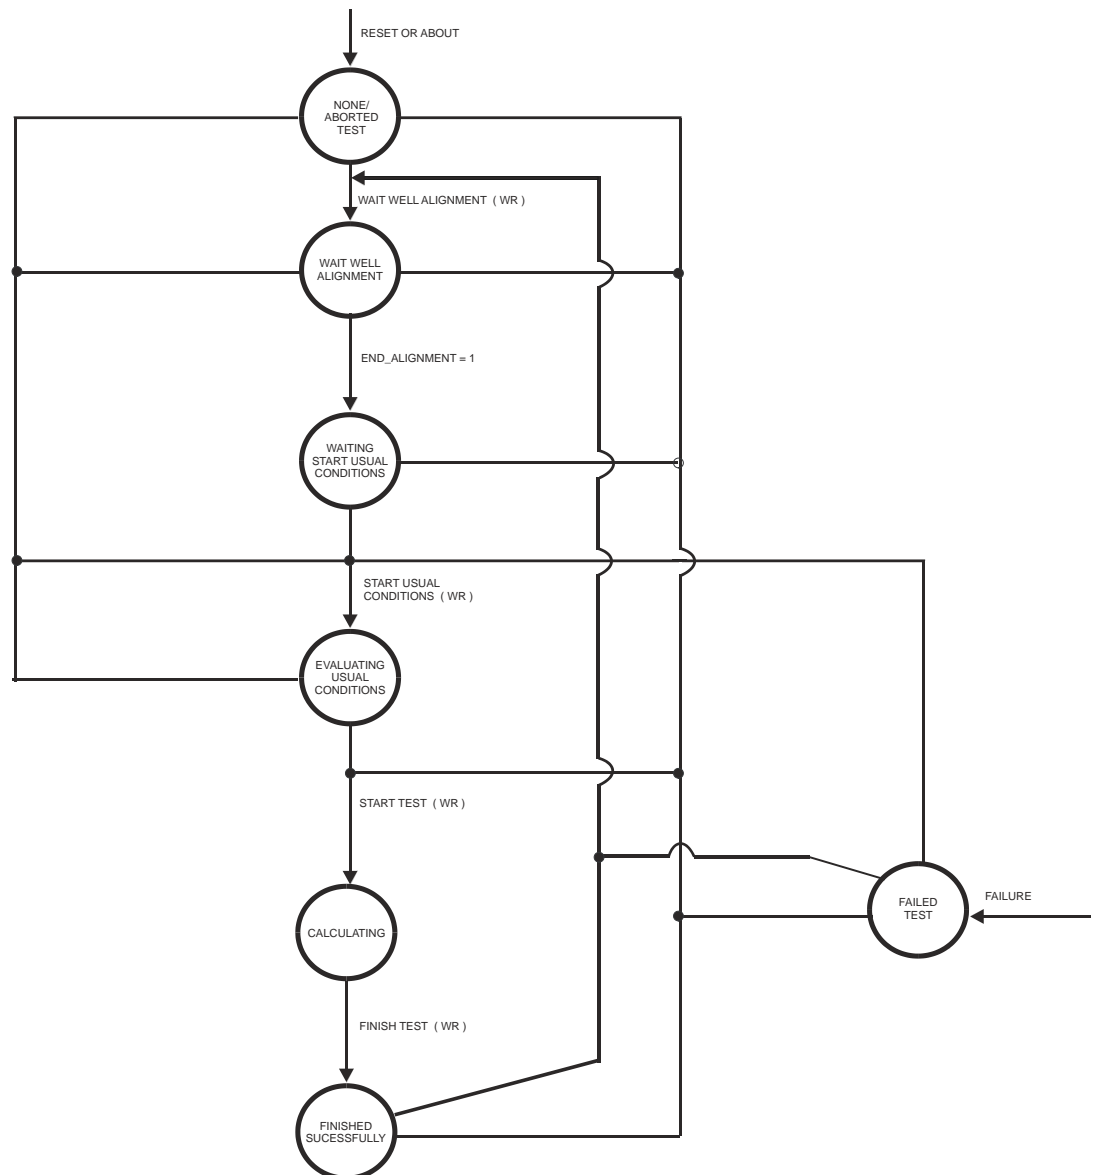 RESET OR ABOUT
NONE/
ABORTED
TEST
WAIT WELL ALIGNMENT ( WR )
WAIT WELL
ALIGNMENT
END_ALIGNMENT = 1
WAITING
START USUAL
CONDITIONS
START USUAL
CONDITIONS ( WR )
EVALUATING
USUAL
CONDITIONS
START TEST ( WR )
CALCULATING
FAILED
TEST
FAILURE
FINISH TEST ( WR )
FINISHED
SUCESSFULLY